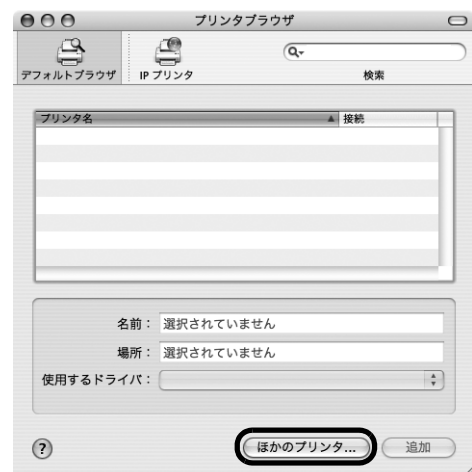 プリンタブラウザ
デフォルトブラウザ
IP プリンタ
検索
プリンタ名
接続
名前： 選択されていません
場所： 選択されていません
使用するドライバ：
?
ほかのプリンタ...
追加